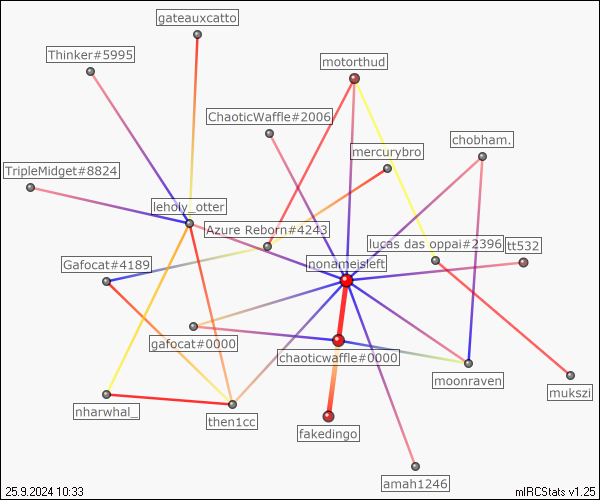 gateauxcatto
Thinker#5995
motorthud
ChaoticWaffle#2006
chobham.
mercurybro
TripleMidget#8824
leholy_otter
Azure Reborn#4243
lucas das oppai#2396
tt532
Gafocat#4189
nonameisleft
gafocat#0000
chaoticwaffle#0000
moonraven
mukszi
nharwhal_
then1cc
fakedingo
amah1246
25.9.2024 10:33
mIRCStats v1.25